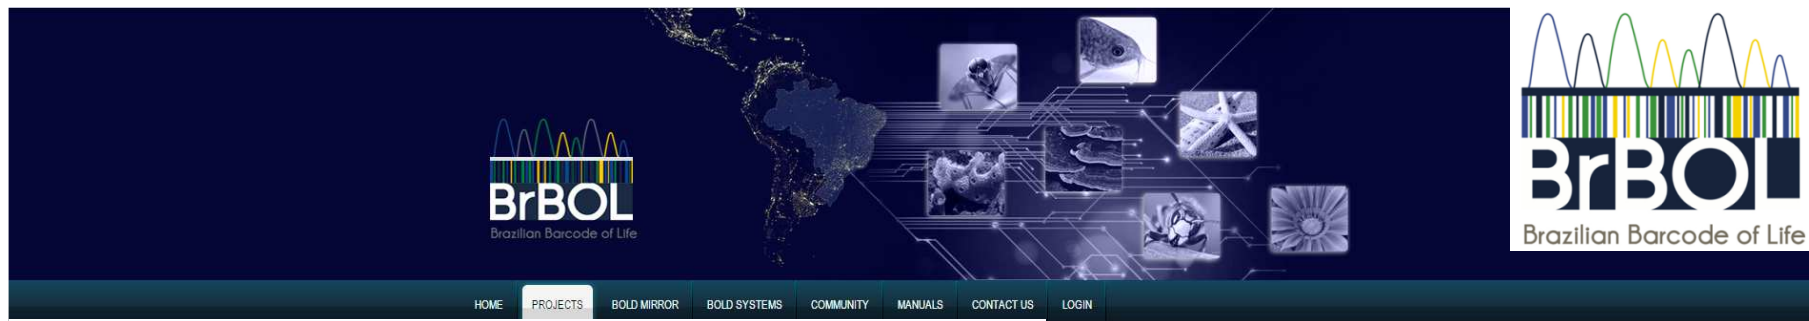 BrBOL
Brazilian Barcode of Life
BrBOL
Brazilian Barcode of Life
HOME PROJECTS BOLD MIRROR BOLD SYSTEMS COMMUNITY MANUALS CONTACT US LOGIN